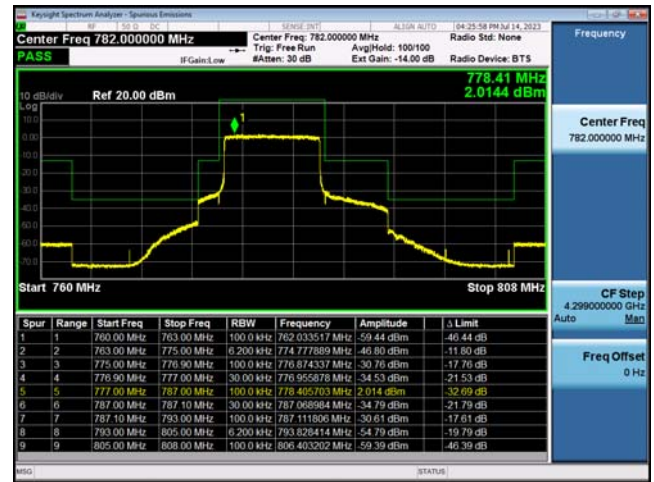 Keysight Spectrum Analyzer - Spurious Emissions
RF 50 Ω DC SENSE:INT ALIGN AUTO 04:25:58 PM Jul 14, 2023
Center Freq 782.000000 MHz
Center Freq: 782.000000 MHz
Radio Std: None
Trig: Free Run Avg|Hold: 100/100
PASS
IFGain:Low
#Atten: 30 dB Ext Gain: -14.00 dB Radio Device: BTS
Frequency
778.41 MHz
2.0144 dBm
10 dB/div Ref 20.00 dBm
Log
10.0
0.00
1
Start 760 MHz Stop 808 MHz
Center Freq
782.000000 MHz
CF Step
4.299000000 GHz
Auto Man
Freq Offset
0 Hz
Spur Range Start Freq Stop Freq RBW Frequency Amplitude Δ Limit
1 1 760.00 MHz 763.00 MHz 100.0 kHz 762.033517 MHz -59.44 dBm -46.44 dB
2 2 763.00 MHz 775.00 MHz 6.200 kHz 774.777889 MHz -46.80 dBm -11.80 dB
3 3 775.00 MHz 776.90 MHz 100.0 kHz 776.874337 MHz -30.76 dBm -17.76 dB
4 4 776.90 MHz 777.00 MHz 30.00 kHz 776.955878 MHz -34.53 dBm -21.53 dB
5 5 777.00 MHz 787.00 MHz 100.0 kHz 778.405703 MHz 2.014 dBm -32.69 dB
6 6 787.00 MHz 787.10 MHz 30.00 kHz 787.068984 MHz -34.79 dBm -21.79 dB
7 7 787.10 MHz 793.00 MHz 100.0 kHz 787.111806 MHz -30.61 dBm -17.61 dB
8 8 793.00 MHz 805.00 MHz 6.200 kHz 793.828414 MHz -54.79 dBm -19.79 dB
9 9 805.00 MHz 808.00 MHz 100.0 kHz 806.403202 MHz -59.39 dBm -46.39 dB
MSG STATUS